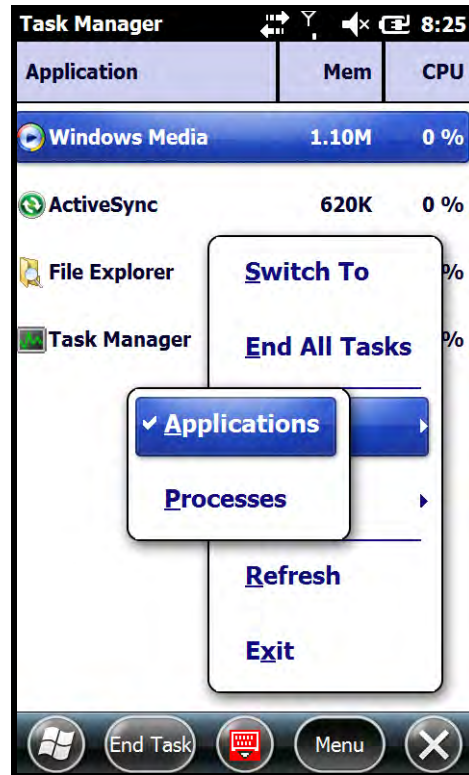 Task Manager 8:25
Application Mem CPU
Windows Media 1.10M 0 %
ActiveSync 620K 0 %
File Explorer %
Task Manager %
Switch To
End All Tasks
Applications
Processes
Refresh
Exit
End Task Menu